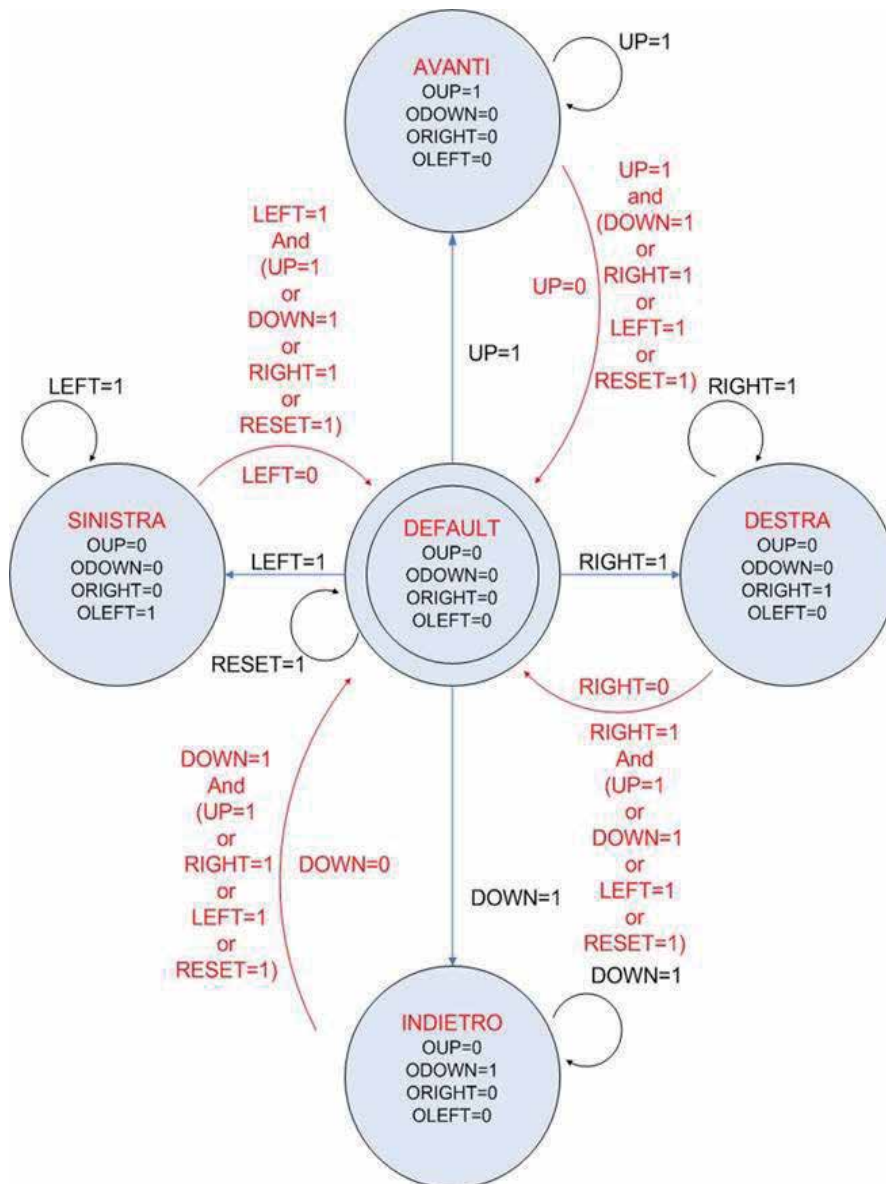 UP=1
AVANTI
OUP=1
ODOWN=0
ORIGHT=0
OLEFT=0
UP=1
and
(DOWN=1
or
RIGHT=1
or
LEFT=1
or
RESET=1)
UP=0
LEFT=1
And
(UP=1
or
DOWN=1
or
RIGHT=1
or
RESET=1)
LEFT=0
UP=1
LEFT=1
RIGHT=1
SINISTRA
OUP=0
ODOWN=0
ORIGHT=0
OLEFT=1
LEFT=1
DEFAULT
OUP=0
ODOWN=0
ORIGHT=0
OLEFT=0
RIGHT=1
DESTRA
OUP=0
ODOWN=0
ORIGHT=1
OLEFT=0
RESET=1
RIGHT=0
RIGHT=1
And
(UP=1
or
DOWN=1
or
LEFT=1
or
RESET=1)
DOWN=1
And
(UP=1
or
RIGHT=1
or
LEFT=1
or
RESET=1)
DOWN=0
DOWN=1
DOWN=1
INDIETRO
OUP=0
ODOWN=1
ORIGHT=0
OLEFT=0